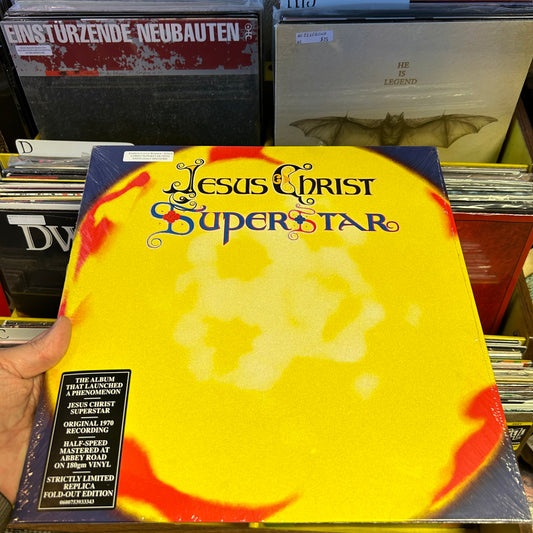 EINSTÜRZENDE NEUBAUTEN
HE
IS
LEGEND
D
DW
JESUS CHRIST
SUPERSTAR
THE ALBUM
THAT LAUNCHED
A PHENOMENON
JESUS CHRIST
SUPERSTAR
ORIGINAL 1970
RECORDING
HALF-SPEED
MASTERED AT
ABBEY ROAD
ON 180gm VINYL
STRICTLY LIMITED
REPLICA
FOLD-OUT EDITION
0600753933343